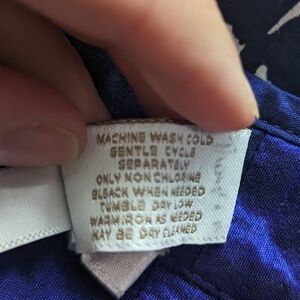 MACHINE WASH COLD
GENTLE CYCLE
SEPARATELY
ONLY NON CHLORINE
BLEACH WHEN NEEDED
TUMBLE DRY LOW
WARM IRON AS NEEDED
MAY BE DRY CLEANED